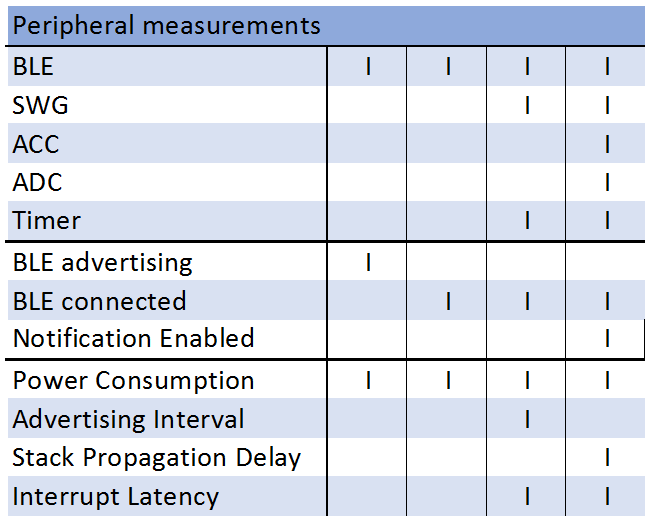 Peripheral measurements
BLE I I I I
SWG I I
ACC I
ADC I
Timer I I
BLE advertising I
BLE connected I I I
Notification Enabled I
Power Consumption I I I I
Advertising Interval I
Stack Propagation Delay I
Interrupt Latency I I